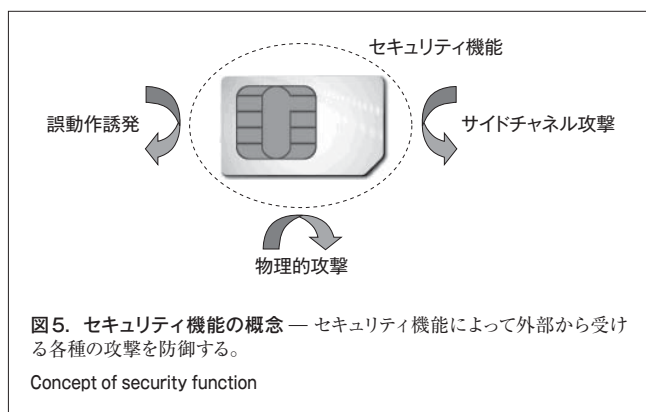 セキュリティ機能
誤動作誘発
サイドチャネル攻撃
物理的攻撃
図5. セキュリティ機能の概念 — セキュリティ機能によって外部から受け
る各種の攻撃を防御する。
Concept of security function